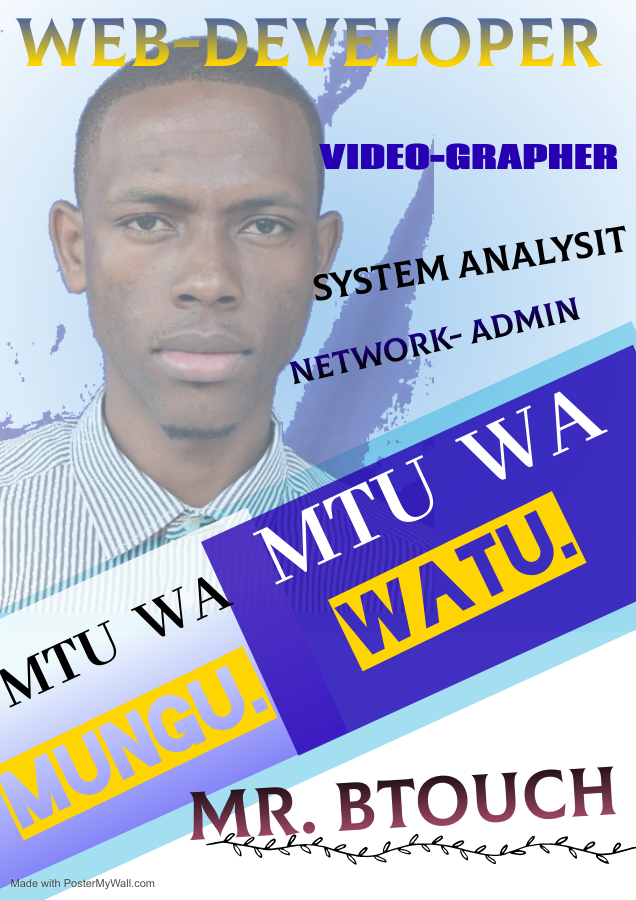 WEB-DEVELOPER
VIDEO-GRAPHER
SYSTEM ANALYSIT
NETWORK- ADMIN
MTU WA
WATU.
MTU WA
MUNGU.
MR. BTOUCH
Made with PosterMyWall.com